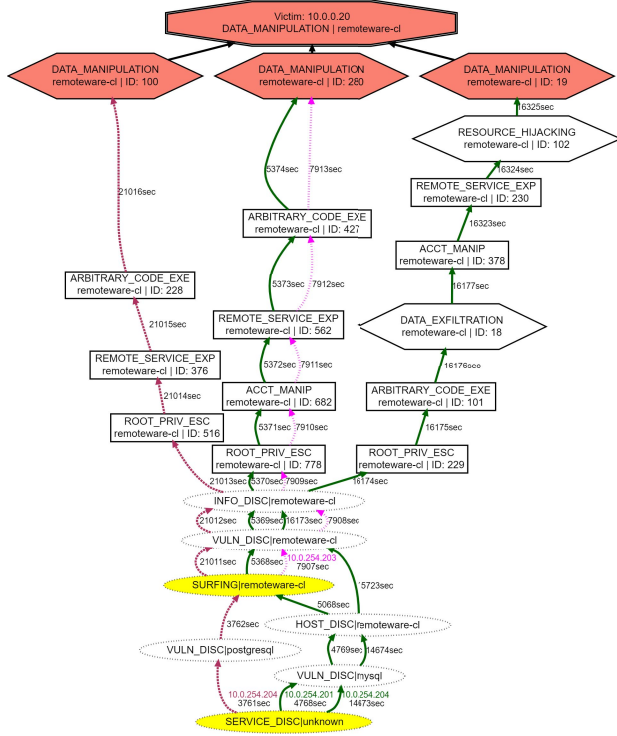 Victim: 10.0.0.20
DATA_MANIPULATION | remoteware-cl
DATA_MANIPULATION
remoteware-cl | ID: 100
DATA_MANIPULATION
remoteware-cl | ID: 280
DATA_MANIPULATION
remoteware-cl | ID: 19
16325sec
RESOURCE_HIJACKING
remoteware-cl | ID: 102
5374sec
7913sec
16324sec
21016sec
REMOTE_SERVICE_EXP
remoteware-cl | ID: 230
ARBITRARY_CODE_EXE
remoteware-cl | ID: 427
16323sec
ACCT_MANIP
remoteware-cl | ID: 378
ARBITRARY_CODE_EXE
remoteware-cl | ID: 228
5373sec
7912sec
16177sec
REMOTE_SERVICE_EXP
remoteware-cl | ID: 562
DATA_EXFILTRATION
remoteware-cl | ID: 18
21015sec
REMOTE_SERVICE_EXP
remoteware-cl | ID: 376
5372sec
7911sec
16176sec
21014sec
ACCT_MANIP
remoteware-cl | ID: 682
ARBITRARY_CODE_EXE
remoteware-cl | ID: 101
ROOT_PRIV_ESC
remoteware-cl | ID: 516
5371sec
7910sec
16175sec
ROOT_PRIV_ESC
remoteware-cl | ID: 778
ROOT_PRIV_ESC
remoteware-cl | ID: 229
21013sec
5370sec
7909sec
16174sec
INFO_DISC|remoteware-cl
21012sec
5369sec
16173sec
7908sec
VULN_DISC|remoteware-cl
21011sec
5368sec
10.0.254.203
7907sec
SURFING|remoteware-cl
15723sec
5068sec
3762sec
HOST_DISC|remoteware-cl
VULN_DISC|postgresql
4769sec
14674sec
VULN_DISC|mysql
10.0.254.204
3761sec
10.0.254.201
4768sec
10.0.254.204
14473sec
SERVICE_DISC|unknown